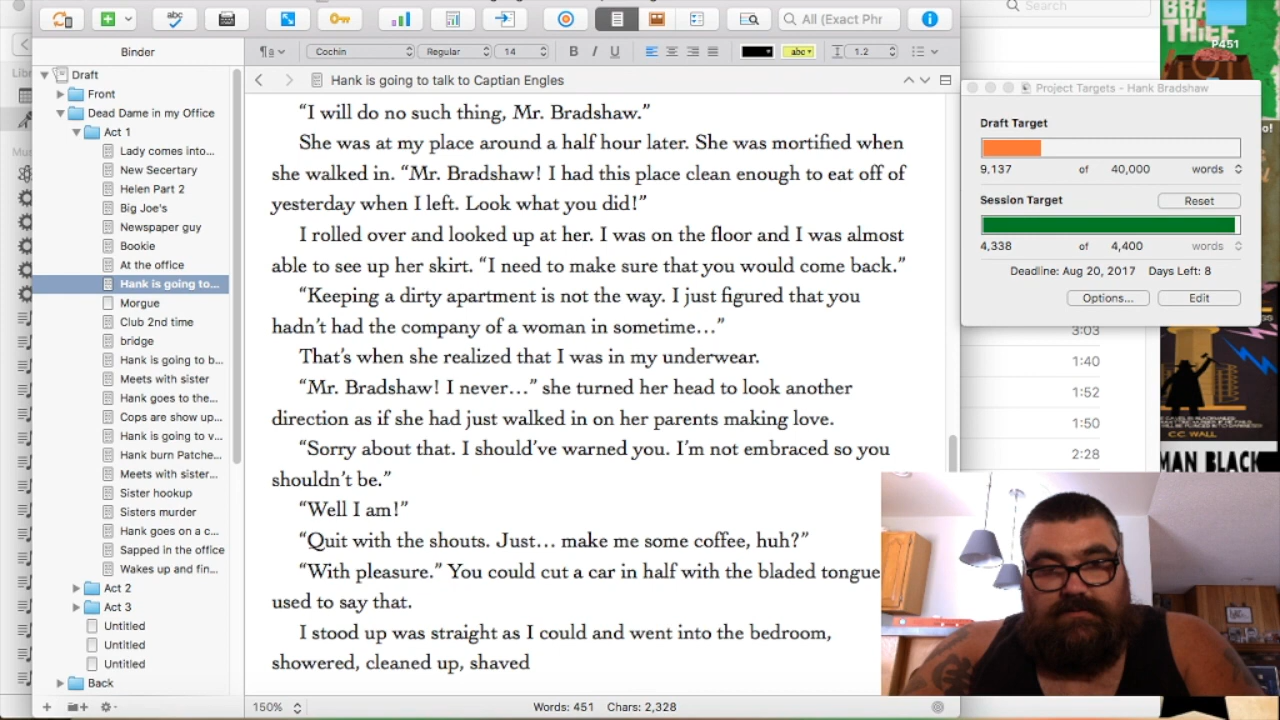 All (Exact Phr
Search
Binder
Cochin
Regular
14
B I U
abc
1.2
Hank is going to talk to Captian Engles
Draft
Front
Dead Dame in my Office
Act 1
Lady comes into...
New Secertary
Helen Part 2
Big Joe's
Newspaper guy
Bookie
At the office
Hank is going to...
Morgue
Club 2nd time
bridge
Hank is going to b...
Meets with sister
Hank goes to the...
Cops are show up...
Hank is going to v...
Hank burn Patche...
Meets with sister...
Sister hookup
Sisters murder
Hank goes on a c...
Sapped in the office
Wakes up and fin...
Act 2
Act 3
Untitled
Untitled
Untitled
Back
“I will do no such thing, Mr. Bradshaw.”
She was at my place around a half hour later. She was mortified when
she walked in. “Mr. Bradshaw! I had this place clean enough to eat off of
yesterday when I left. Look what you did!”
I rolled over and looked up at her. I was on the floor and I was almost
able to see up her skirt. “I need to make sure that you would come back.”
“Keeping a dirty apartment is not the way. I just figured that you
hadn’t had the company of a woman in sometime…”
That’s when she realized that I was in my underwear.
“Mr. Bradshaw! I never…” she turned her head to look another
direction as if she had just walked in on her parents making love.
“Sorry about that. I should’ve warned you. I’m not embraced so you
shouldn’t be.”
“Well I am!”
“Quit with the shouts. Just… make me some coffee, huh?”
“With pleasure.” You could cut a car in half with the bladed tongue
used to say that.
I stood up was straight as I could and went into the bedroom,
showered, cleaned up, shaved
150%
Words: 451 Chars: 2,328
Project Targets - Hank Bradshaw
Draft Target
9,137 of 40,000 words
Session Target
Reset
4,338 of 4,400 words
Deadline: Aug 20, 2017 Days Left: 8
Options... Edit
3:03
1:40
1:52
1:50
2:28
THIEF
P451
C.C. WALL
MAN BLACK